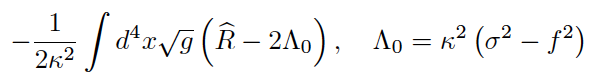 $-\frac{1}{2\kappa^2} \int d^4x \sqrt{g} \left( \widehat{R} - 2\Lambda_0 \right), \quad \Lambda_0 = \kappa^2 \left( \sigma^2 - f^2 \right)$